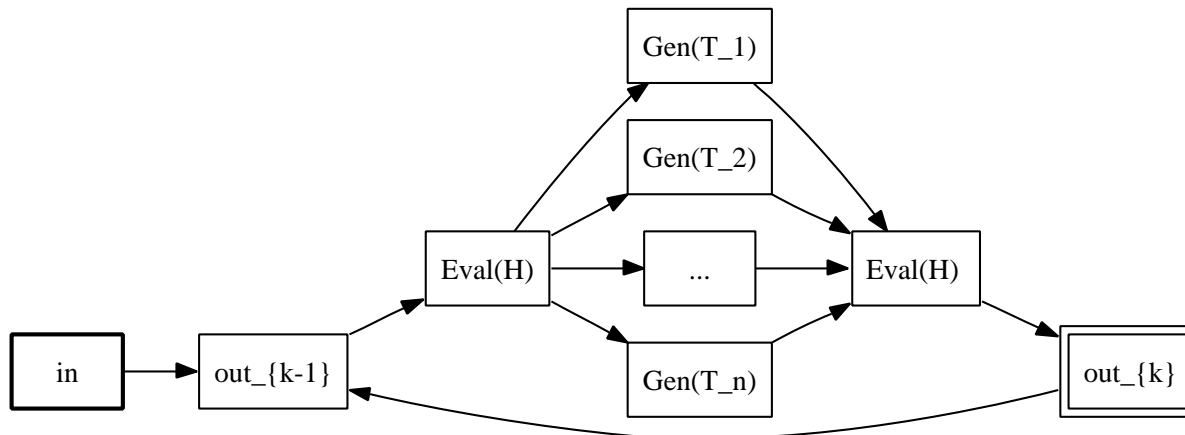 Gen(T_1)
Gen(T_2)
Eval(H)
...
Eval(H)
in
out_{k-1}
Gen(T_n)
out_{k}